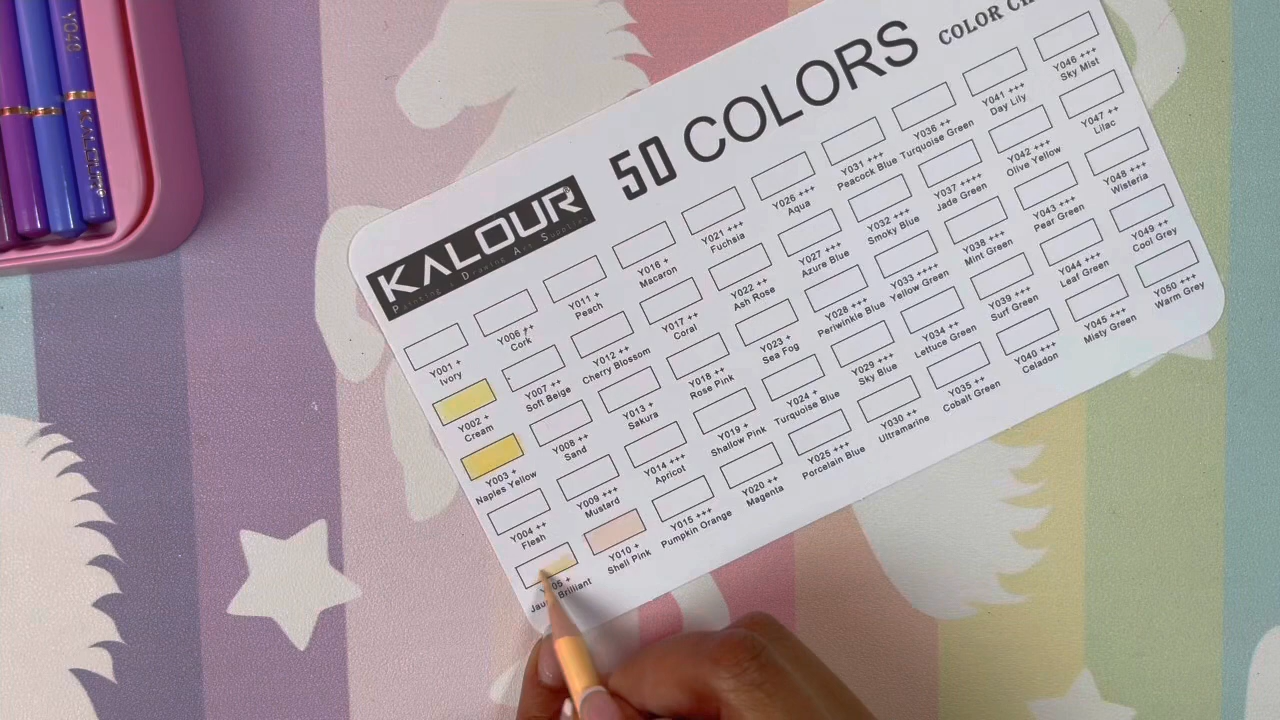 Y049
KALOUR
KALOUR®
Painting & Drawing Art Supplies
50 COLORS
COLOR
Y001 +
Ivory
Y002 +
Cream
Y003 +
Naples Yellow
Y004 ++
Flesh
Brilliant
Y006 ++
Cork
Y007 ++
Soft Beige
Y008 ++
Sand
Y009 +++
Mustard
Y010 +
Shell Pink
Y011 +
Peach
Y012 ++
Cherry Blossom
Y013 +
Sakura
Y014 +++
Apricot
Y015 +++
Pumpkin Orange
Y016 +
Macaron
Y017 ++
Coral
Y018 ++
Rose Pink
Y019 +
Shallow Pink
Y020 ++
Magenta
Y021 +++
Fuchsia
Y022 ++
Ash Rose
Y023 +
Sea Fog
Y024 +
Turquoise Blue
Y025 +++
Porcelain Blue
Y026 +++
Aqua
Y027 +++
Azure Blue
Y028 +++
Periwinkle Blue
Y029 +++
Sky Blue
Y030 ++
Ultramarine
Y031 +++
Peacock Blue
Y032 +++
Smoky Blue
Y033 ++++
Yellow Green
Y034 ++
Lettuce Green
Y035 ++
Cobalt Green
Y036 ++
Turquoise Green
Y037 ++++
Jade Green
Y038 +++
Mint Green
Y039 +++
Surf Green
Y040 +++
Celadon
Y041 +++
Day Lily
Y042 +++
Olive Yellow
Y043 +++
Pear Green
Y044 +++
Leaf Green
Y045 +++
Misty Green
Y046 +++
Sky Mist
Y047 ++
Lilac
Y048 +++
Wisteria
Y049 +
Cool Grey
Y050 +++
Warm Grey